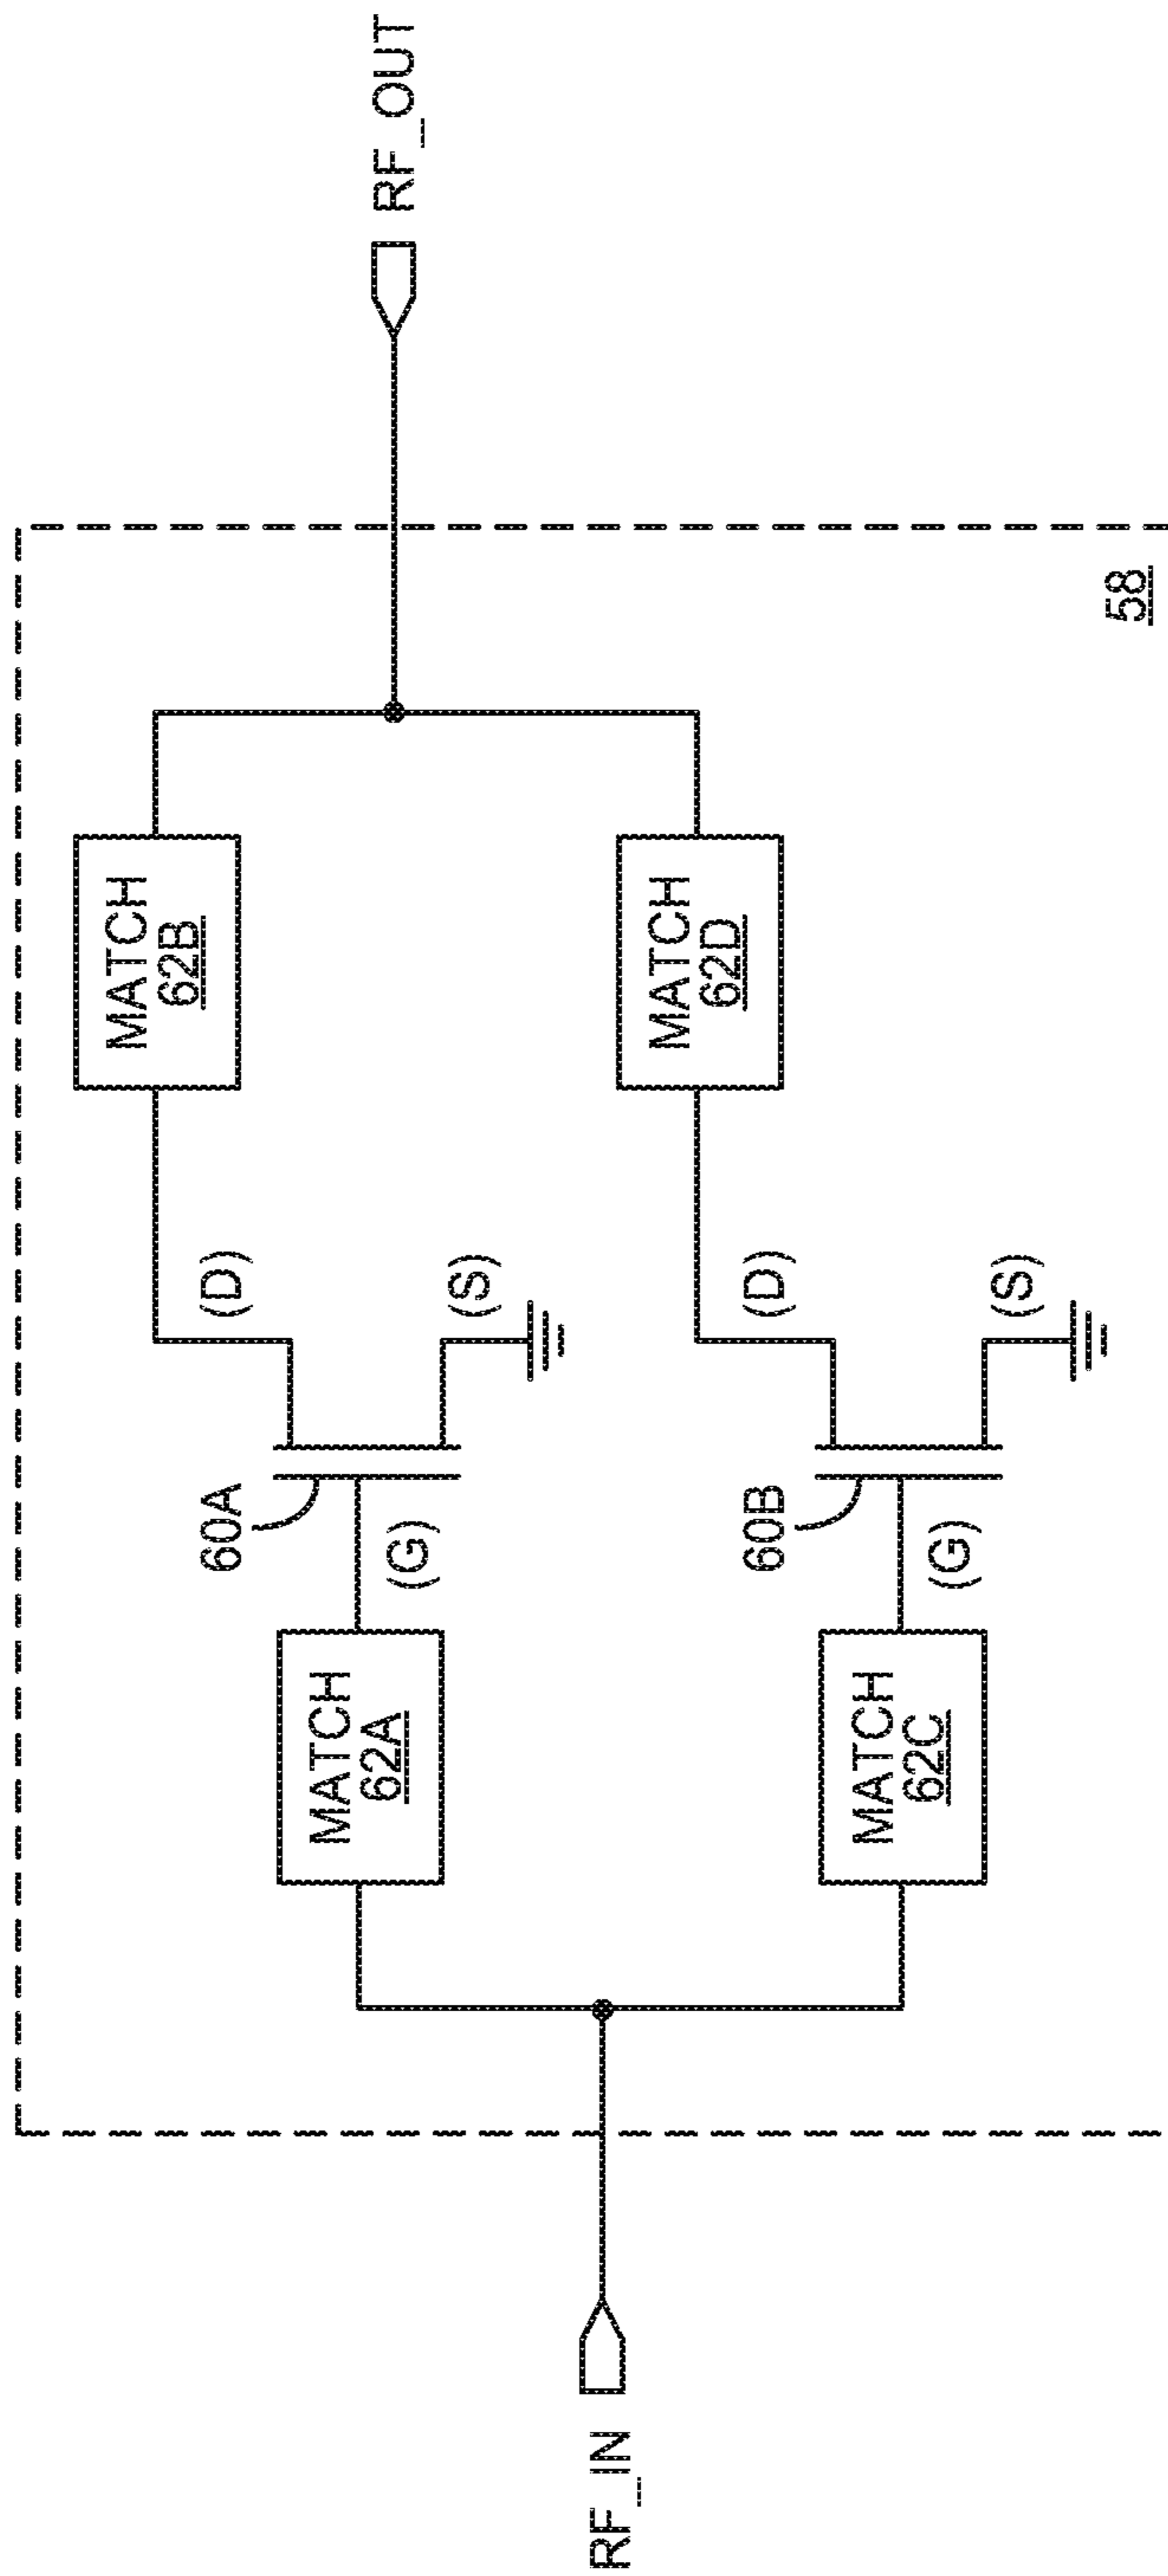 RF_IN
MATCH
62A
(G)
60A
(D)
(S)
MATCH
62B
MATCH
62C
(G)
60B
(D)
(S)
MATCH
62D
58
RF_OUT